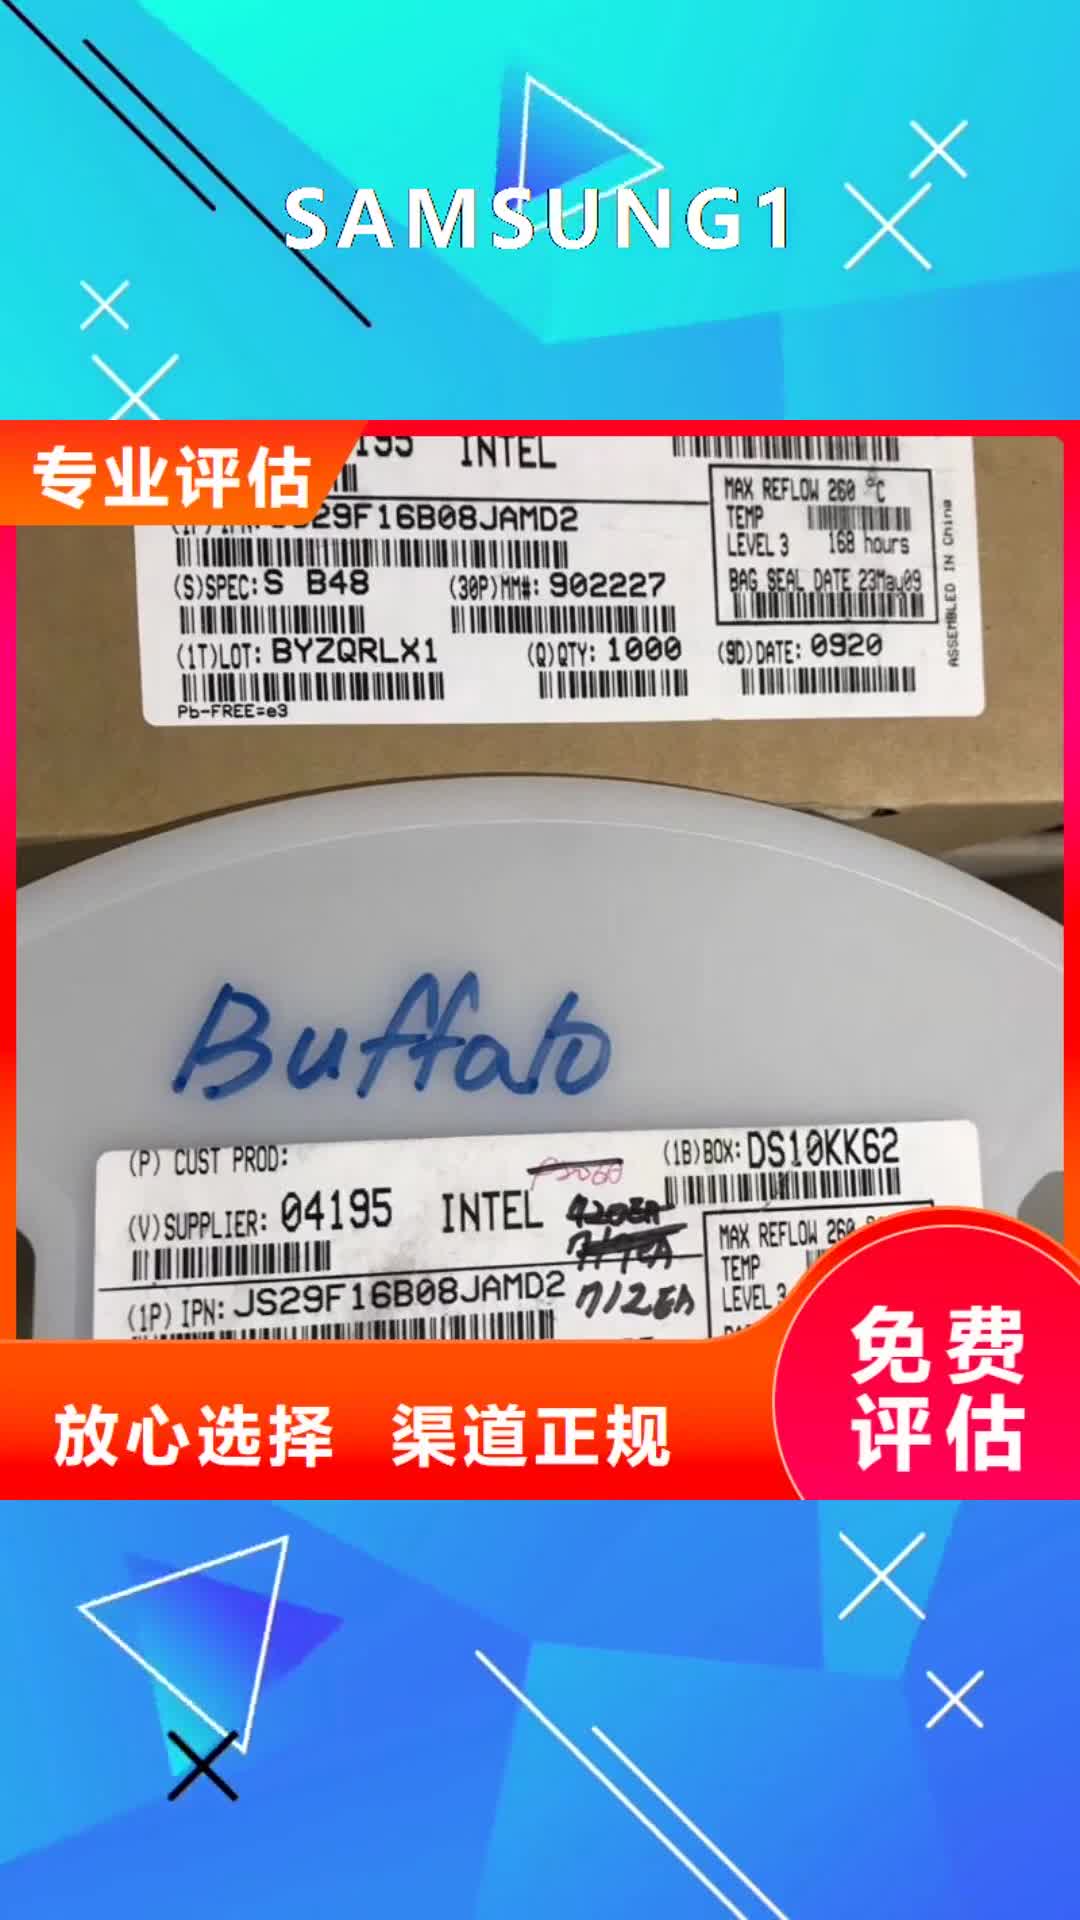 SAMSUNG1
专业评估
INTEL
MAX REFLOW 260 °C
TEMP
LEVEL 3 168 hours
BAG SEAL DATE 23May09
ASSEMBLED IN China
29F16B08JAMD2
(S)SPEC: S B48
(30P)MM#: 902227
(1T)LOT: BYZQRLX1
(Q)QTY: 1000
(9D)DATE: 0920
Pb-FREE=e3
Buffalo
(P) CUST PROD:
(1B)BOX: DS10KK62
(V)SUPPLIER: 04195 INTEL
712EA
MAX REFLOW 260
TEMP
LEVEL 3
(1P) IPN: JS29F16B08JAMD2
放心选择 渠道正规
免费
评估